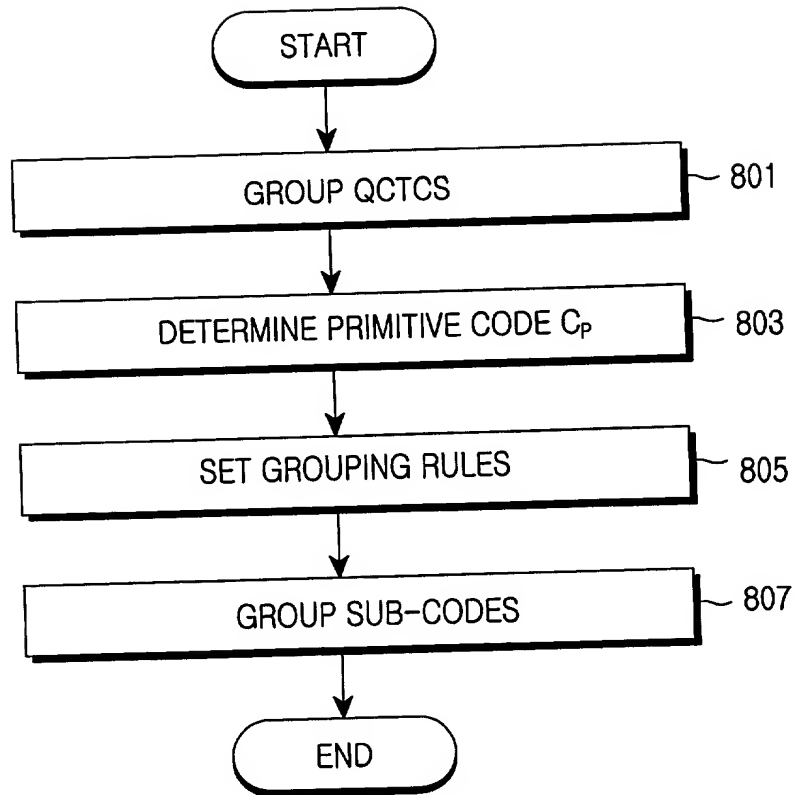 START
GROUP QCTCS
801
DETERMINE PRIMITIVE CODE CP
803
SET GROUPING RULES
805
GROUP SUB-CODES
807
END